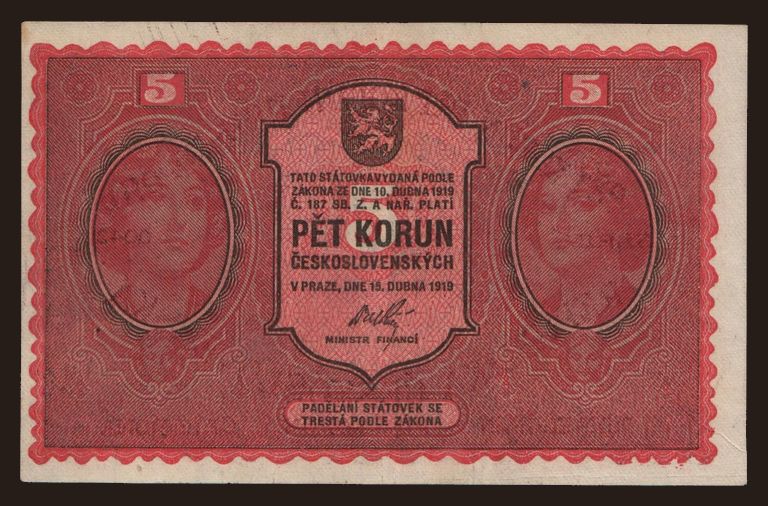 5 5
TATO STÁTOVKA VYDANÁ PODLE
ZÁKONA ZE DNE 10. DUBNA 1919
Č. 187 SB. Z. A NAŘ. PLATÍ
5
PĚT KORUN
ČESKOSLOVENSKÝCH
V PRAZE, DNE 15. DUBNA 1919
MINISTR FINANCÍ
PADĚLÁNÍ STÁTOVEK SE
TRESTÁ PODLE ZÁKONA